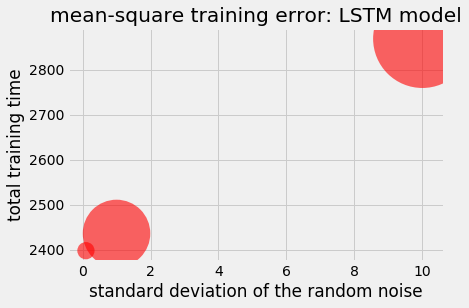 mean-square training error: LSTM model
total training time
2800
2700
2600
2500
2400
0 2 4 6 8 10
standard deviation of the random noise